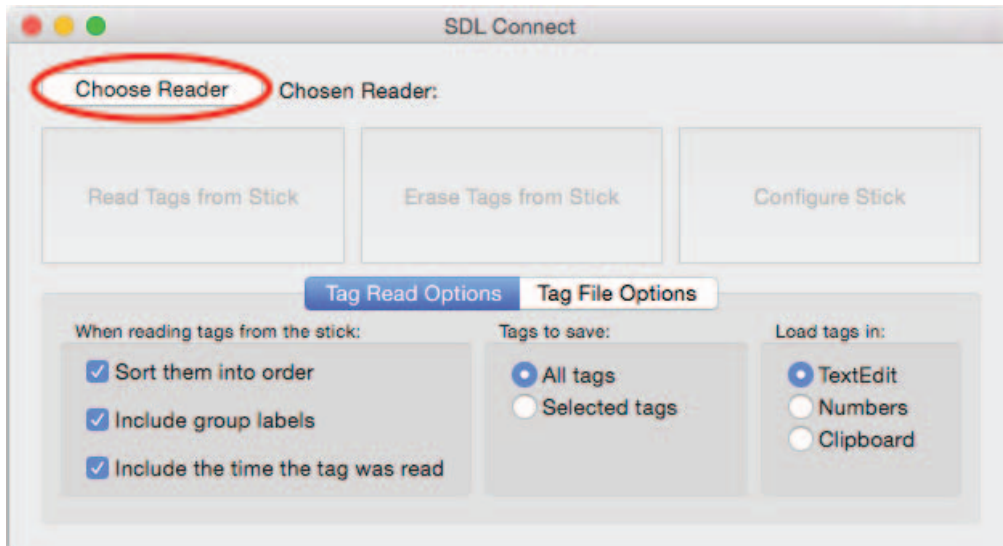 SDL Connect
Choose Reader Chosen Reader:
Read Tags from Stick Erase Tags from Stick Configure Stick
Tag Read Options Tag File Options
When reading tags from the stick: Tags to save: Load tags in:
Sort them into order All tags TextEdit
Include group labels Selected tags Numbers
Include the time the tag was read Clipboard